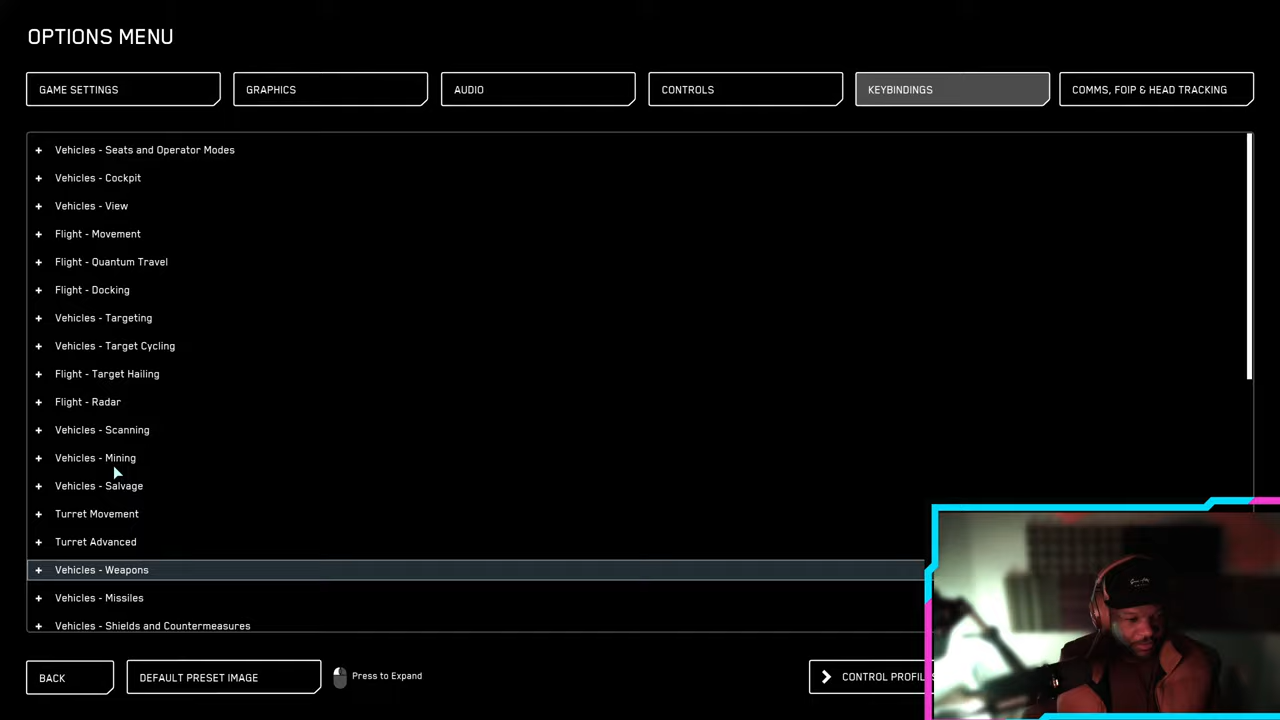 OPTIONS MENU
GAME SETTINGS
GRAPHICS
AUDIO
CONTROLS
KEYBINDINGS
COMMS, FOIP & HEAD TRACKING
+ Vehicles - Seats and Operator Modes
+ Vehicles - Cockpit
+ Vehicles - View
+ Flight - Movement
+ Flight - Quantum Travel
+ Flight - Docking
+ Vehicles - Targeting
+ Vehicles - Target Cycling
+ Flight - Target Hailing
+ Flight - Radar
+ Vehicles - Scanning
+ Vehicles - Mining
+ Vehicles - Salvage
+ Turret Movement
+ Turret Advanced
+ Vehicles - Weapons
+ Vehicles - Missiles
+ Vehicles - Shields and Countermeasures
BACK
DEFAULT PRESET IMAGE
Press to Expand
CONTROL